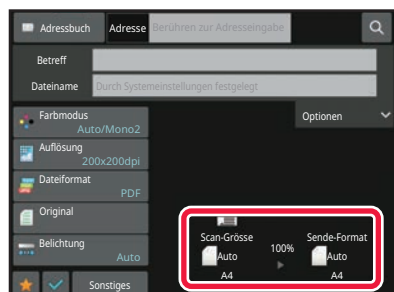 Adressbuch
Adresse
Berühren zur Adresseingabe
Betreff
Dateiname
Durch Systemeinstellungen festgelegt
Farbmodus
Auto/Mono2
Optionen
Auflösung
200x200dpi
Dateiformat
PDF
Original
Belichtung
Auto
Sonstiges
Scan-Grösse
Auto
A4
100%
Sende-Format
Auto
A4